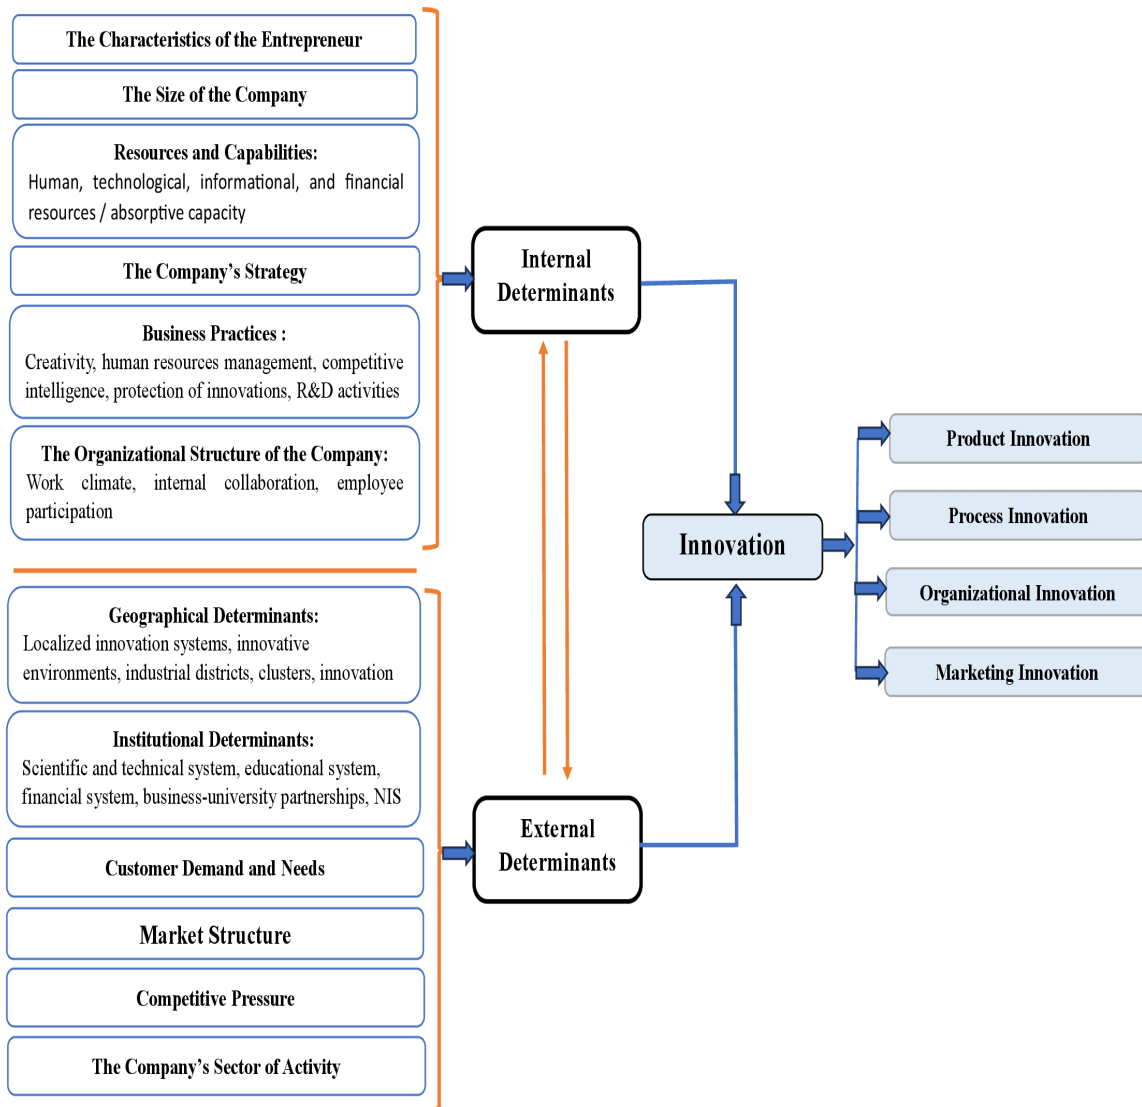 The Characteristics of the Entrepreneur
The Size of the Company
Resources and Capabilities:
Human, technological, informational, and financial
resources / absorptive capacity
The Company’s Strategy
Business Practices :
Creativity, human resources management, competitive
intelligence, protection of innovations, R&D activities
The Organizational Structure of the Company:
Work climate, internal collaboration, employee
participation
Geographical Determinants:
Localized innovation systems, innovative
environments, industrial districts, clusters, innovation
Institutional Determinants:
Scientific and technical system, educational system,
financial system, business-university partnerships, NIS
Customer Demand and Needs
Market Structure
Competitive Pressure
The Company’s Sector of Activity
Internal
Determinants
External
Determinants
Innovation
Product Innovation
Process Innovation
Organizational Innovation
Marketing Innovation